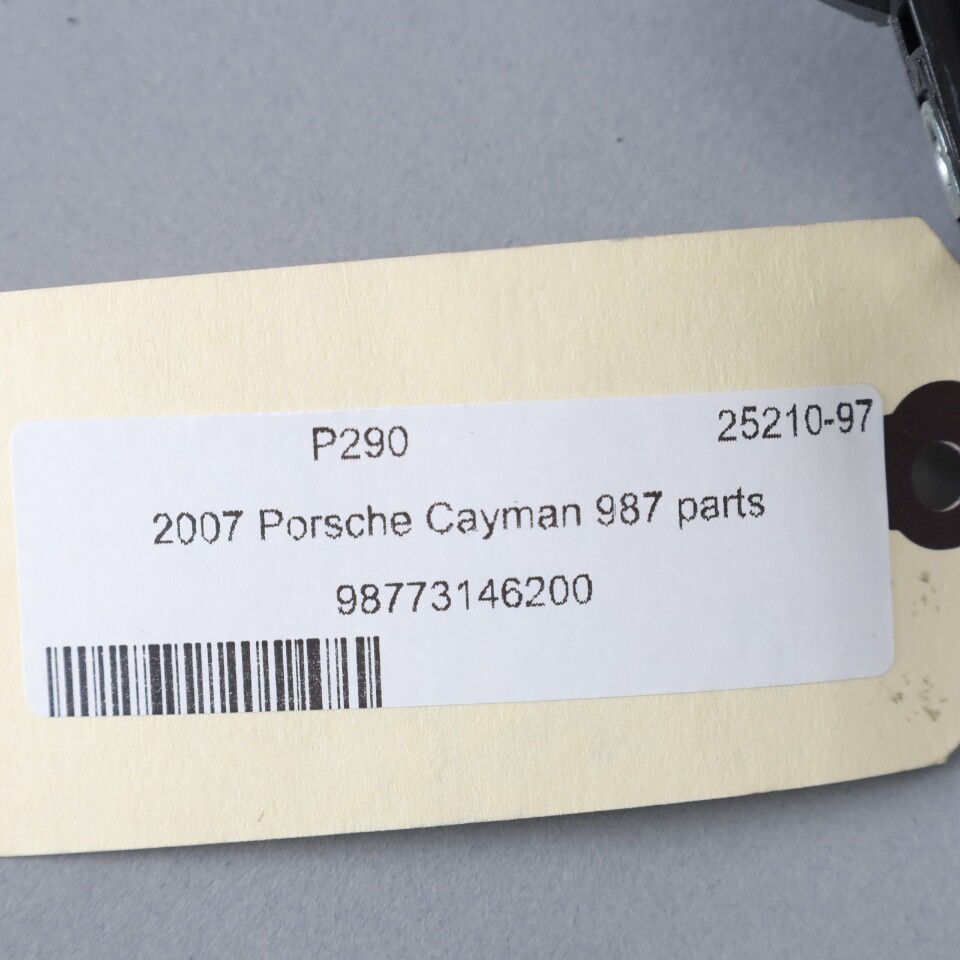 P290 25210-97
2007 Porsche Cayman 987 parts
98773146200